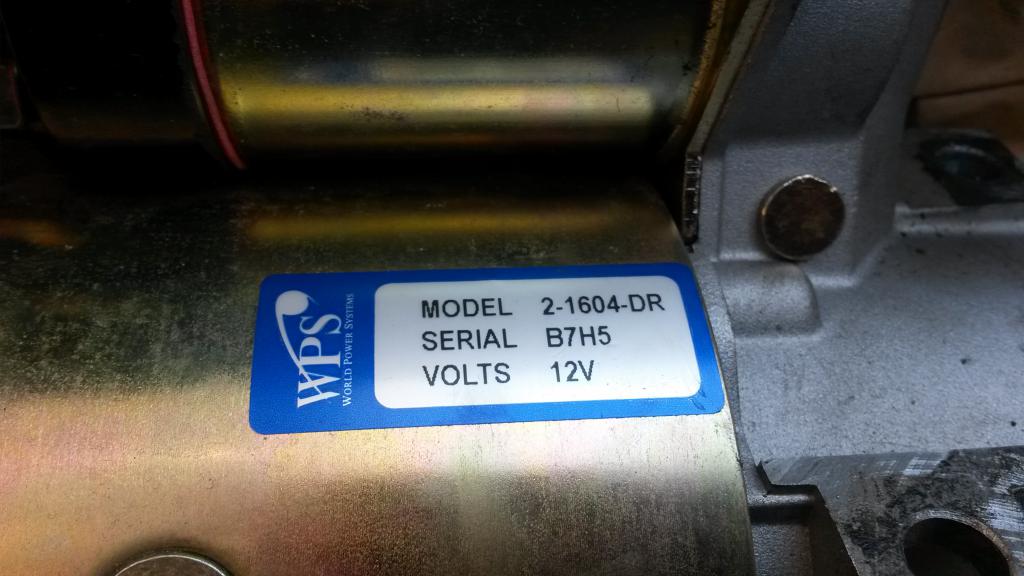 WPS
WORLD POWER SYSTEMS
MODEL 2-1604-DR
SERIAL B7H5
VOLTS 12V